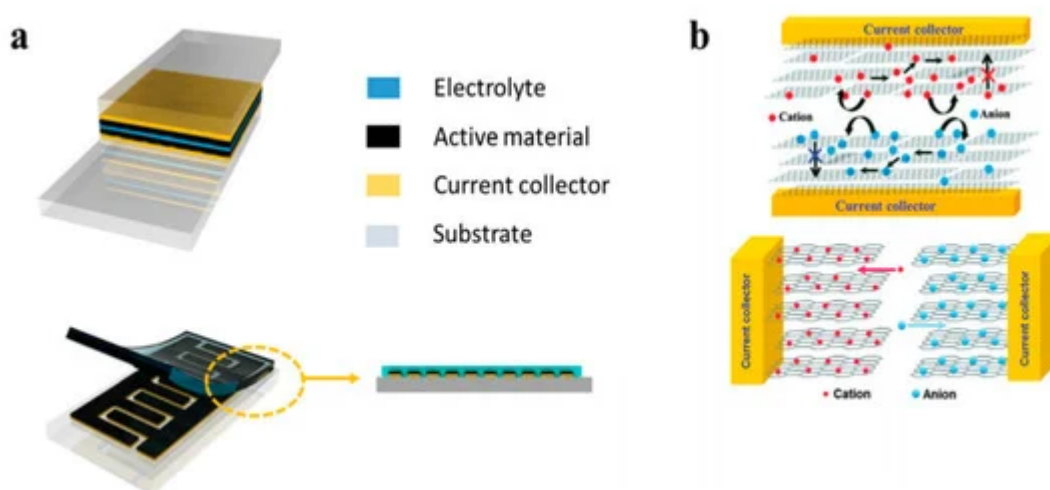 a
Electrolyte
Active material
Current collector
Substrate
b
Current collector
Cation
Anion
Current collector
Current collector
Current collector
Cation
Anion